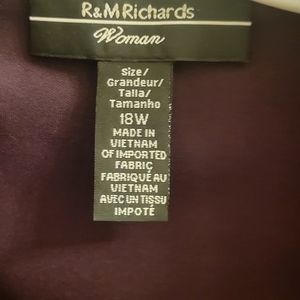 R&M Richards
Woman
Size/
Grandeur/
Talla/
Tamanho
18W
MADE IN
VIETNAM
OF IMPORTED
FABRIC
FABRIQUÉ AU
VIETNAM
AVEC UN TISSU
IMPOTÉ